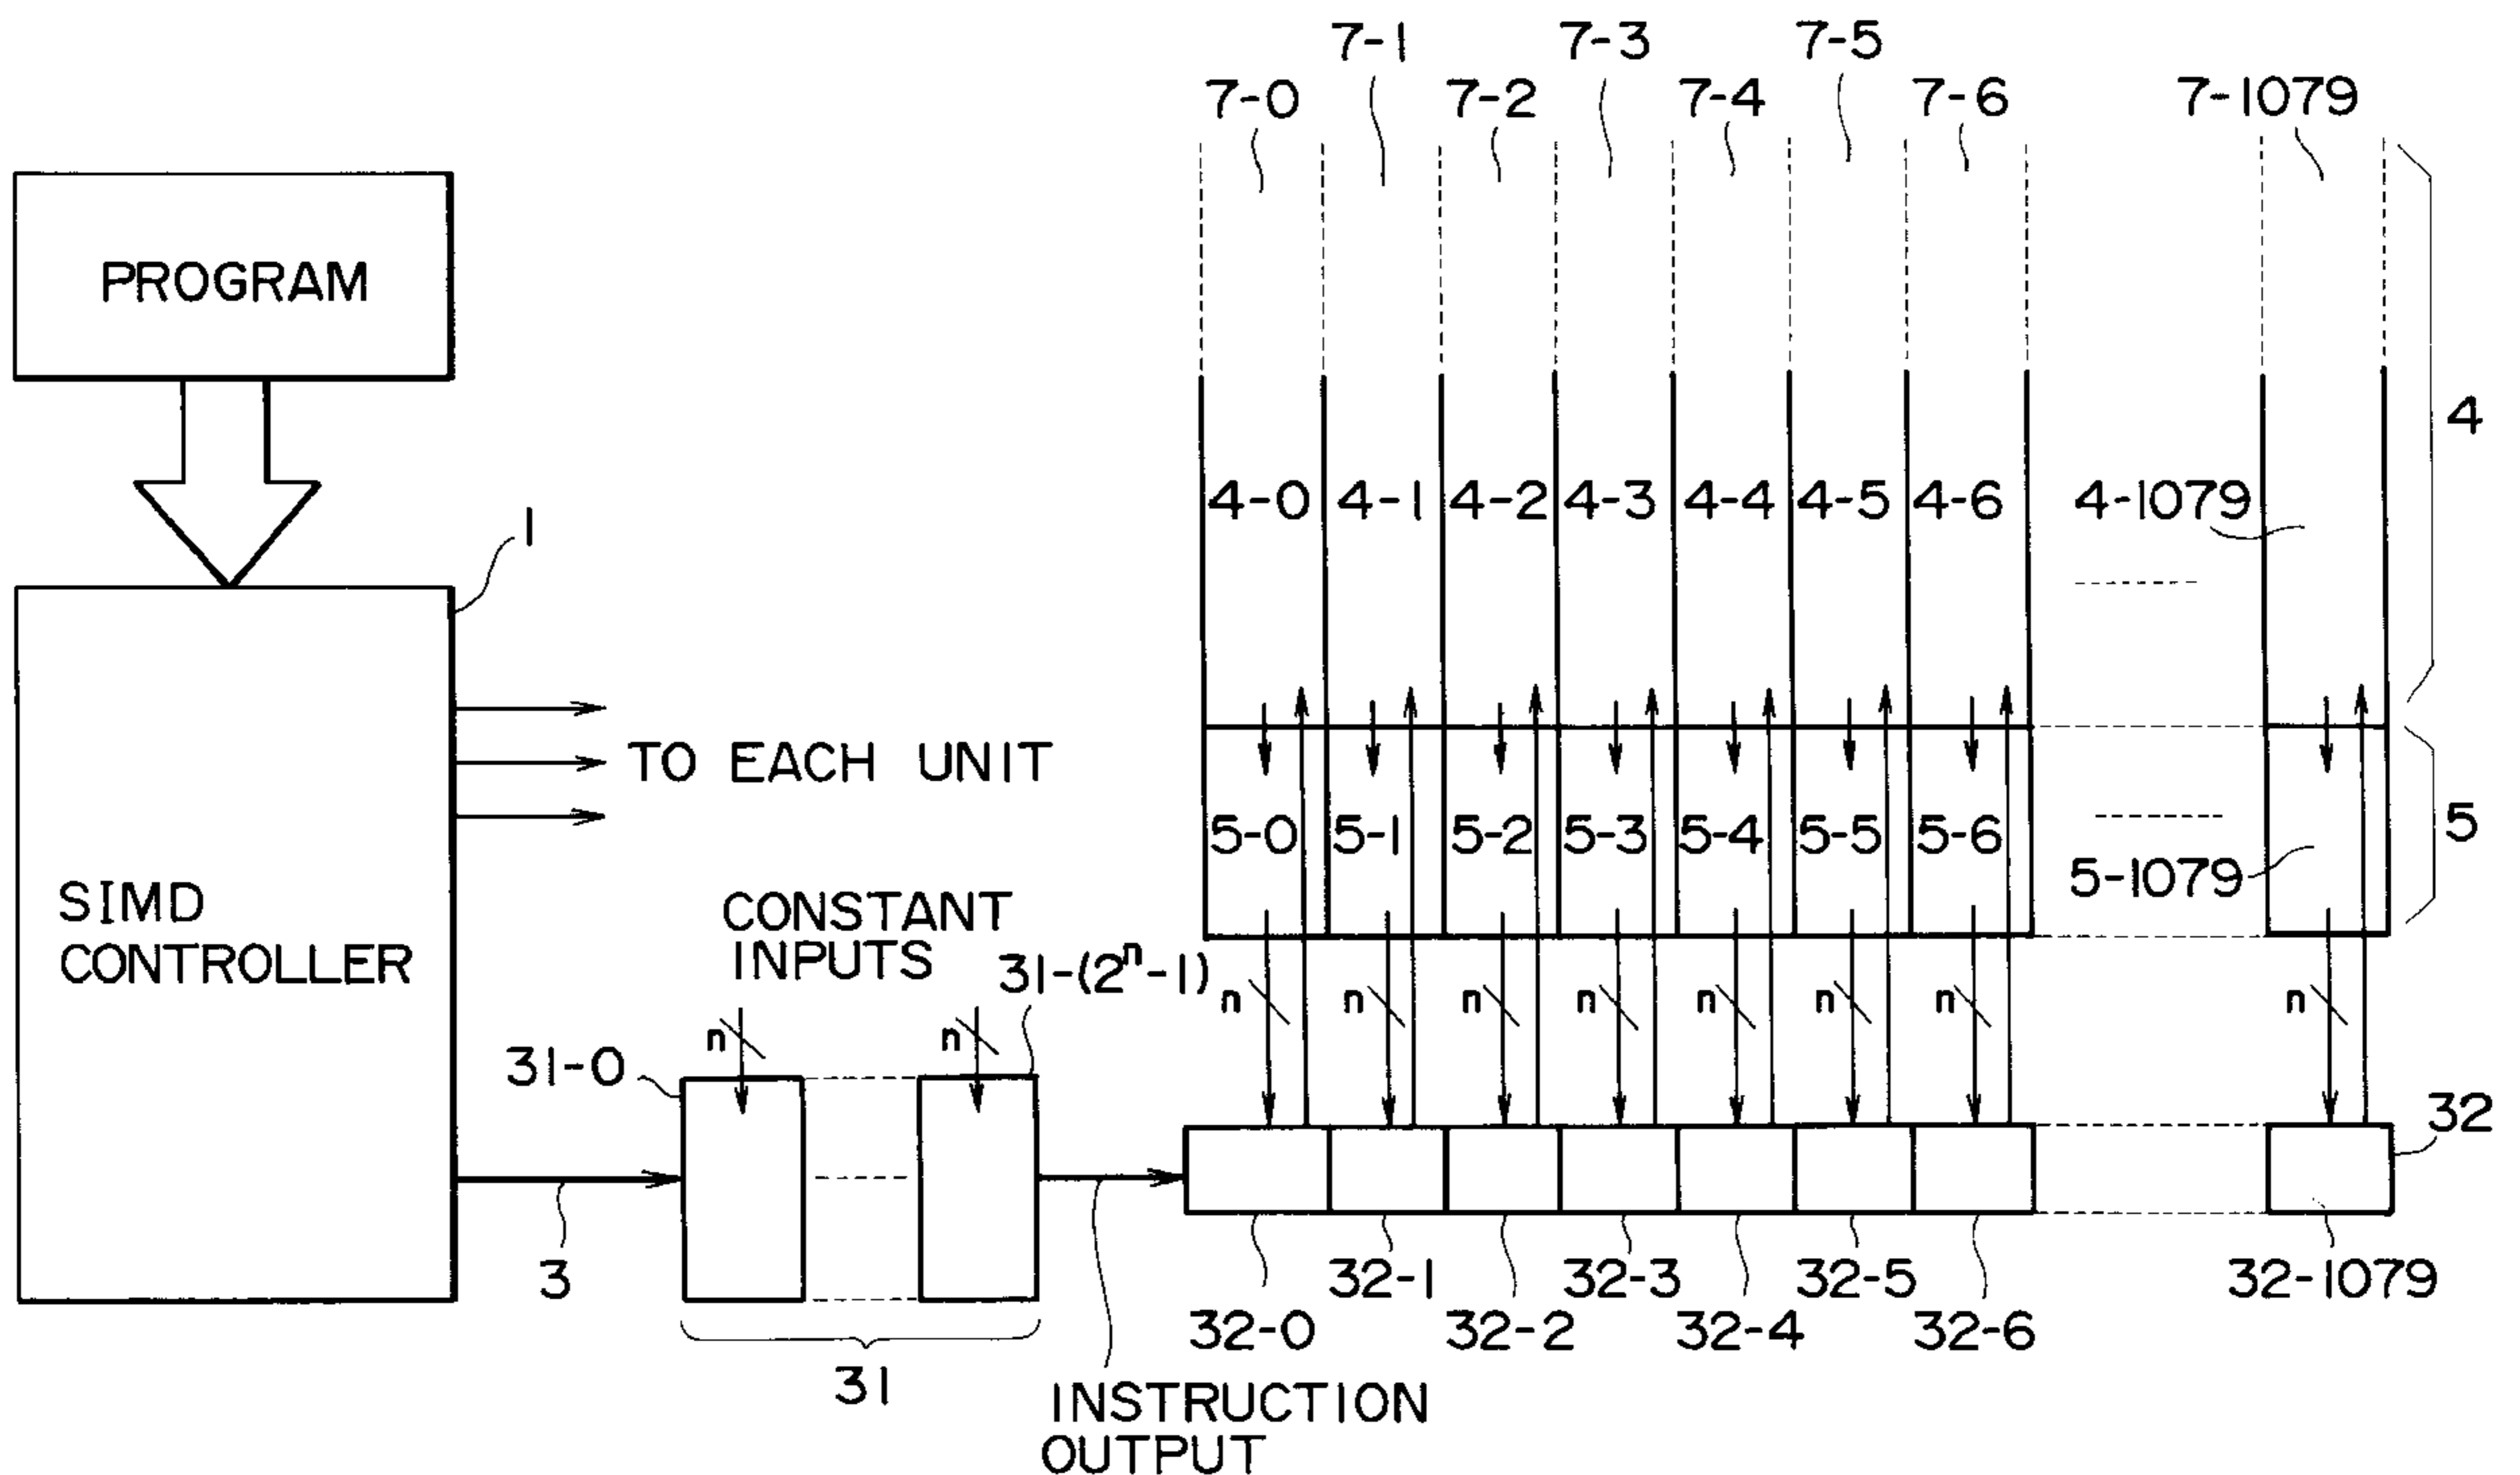 7-1 7-3 7-5
7-0 7-2 7-4 7-6 7-1079
PROGRAM
4
4-0 4-1 4-2 4-3 4-4 4-5 4-6 4-1079
1
TO EACH UNIT
5-0 5-1 5-2 5-3 5-4 5-5 5-6
5
5-1079
SIMD
CONTROLLER
CONSTANT
INPUTS
31-(2ⁿ-1)
n n n n n n n n
n n
31-0
32
3
32-1 32-3 32-5 32-1079
32-0 32-2 32-4 32-6
31
INSTRUCTION
OUTPUT